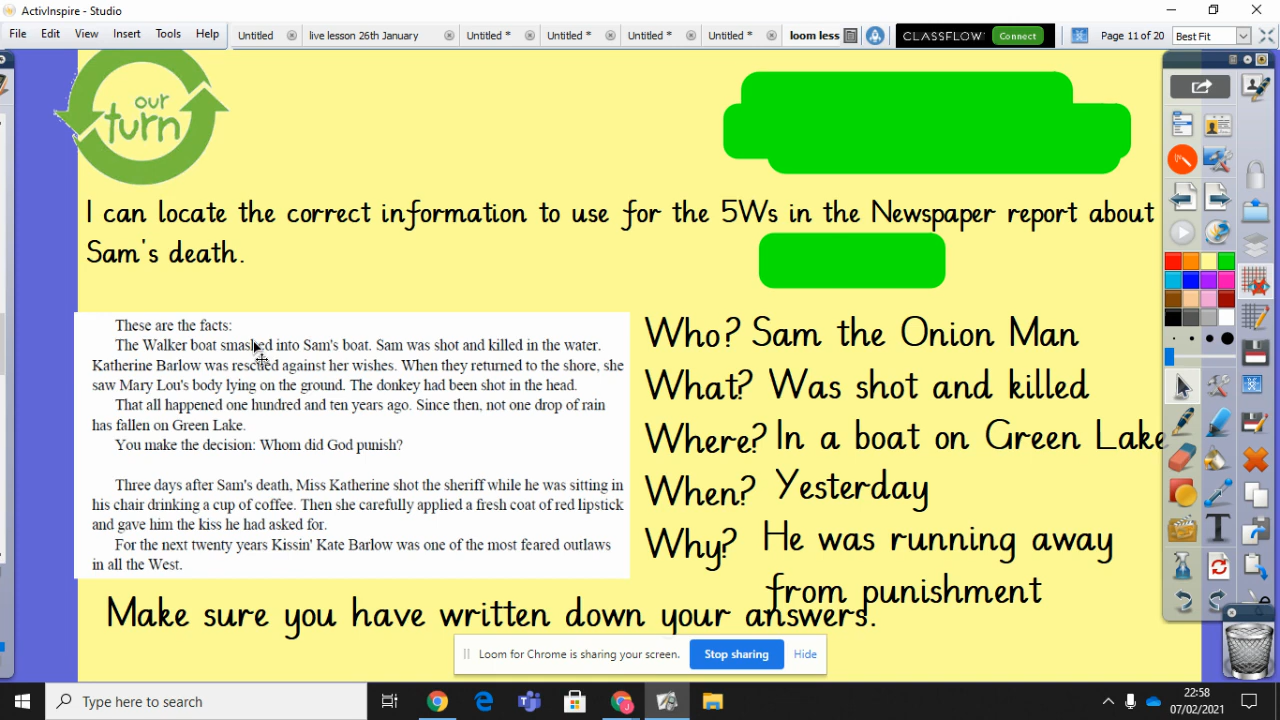 ActivInspire - Studio
File Edit View Insert Tools Help Untitled live lesson 26th January Untitled * Untitled * Untitled * Untitled * loom less CLASSFLOW Connect Page 11 of 20 Best Fit
our
turn
I can locate the correct information to use for the 5Ws in the Newspaper report about
Sam's death.
These are the facts:
The Walker boat smashed into Sam's boat. Sam was shot and killed in the water.
Katherine Barlow was rescued against her wishes. When they returned to the shore, she
saw Mary Lou's body lying on the ground. The donkey had been shot in the head.
That all happened one hundred and ten years ago. Since then, not one drop of rain
has fallen on Green Lake.
You make the decision: Whom did God punish?
Three days after Sam's death, Miss Katherine shot the sheriff while he was sitting in
his chair drinking a cup of coffee. Then she carefully applied a fresh coat of red lipstick
and gave him the kiss he had asked for.
For the next twenty years Kissin' Kate Barlow was one of the most feared outlaws
in all the West.
Who? Sam the Onion Man
What? Was shot and killed
Where? In a boat on Green Lake
When? Yesterday
Why? He was running away
from punishment
Make sure you have written down your answers.
Loom for Chrome is sharing your screen. Stop sharing Hide
Type here to search
22:58
07/02/2021